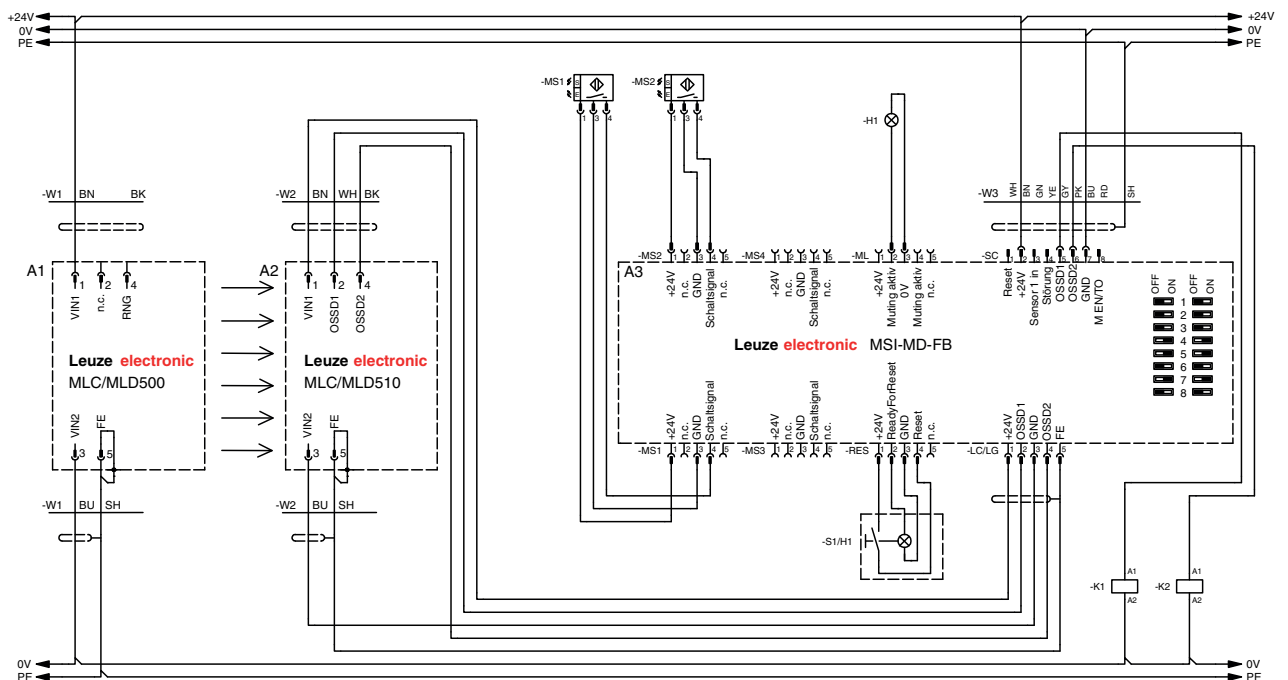 +24V
0V
PE
+24V
0V
PE
-MS1 S E
-MS2 S E
1 3 4
1 3 4
-H1
-W1 BN BK
-W2 BN WH BK
-W3 WH BN GN YE GY PK BU RD SH
A1
1 2 4
VIN1 n.c. RNG
Leuze electronic
MLC/MLD500
VIN2 FE
3 5
-W1 BU SH
A2
1 2 4
VIN1 OSSD1 OSSD2
Leuze electronic
MLC/MLD510
VIN2 FE
3 5
-W2 BU SH
A3
-MS2 1 2 3 4 5
+24V n.c. GND Schaltsignal n.c.
-MS4 1 2 3 4 5
+24V n.c. GND Schaltsignal n.c.
-ML 1 2 3 4 5
+24V Muting aktiv 0V Muting aktiv n.c.
-SC 1 2 3 4 5 6 7 8
Reset +24V Sensor 1 in Störung OSSD1 OSSD2 GND M EN/TO
OFF ON OFF ON
1
2
3
4
5
6
7
8
Leuze electronic MSI-MD-FB
+24V n.c. GND Schaltsignal n.c.
-MS1 1 2 3 4 5
+24V n.c. GND Schaltsignal n.c.
-MS3 1 2 3 4 5
+24V ReadyForReset GND Reset n.c.
-RES 1 2 3 4 5
+24V OSSD1 GND OSSD2 FE
-LC/LG 1 2 3 4 5
-S1/H1
-K1 A1 A2
-K2 A1 A2
0V
PE
0V
PE